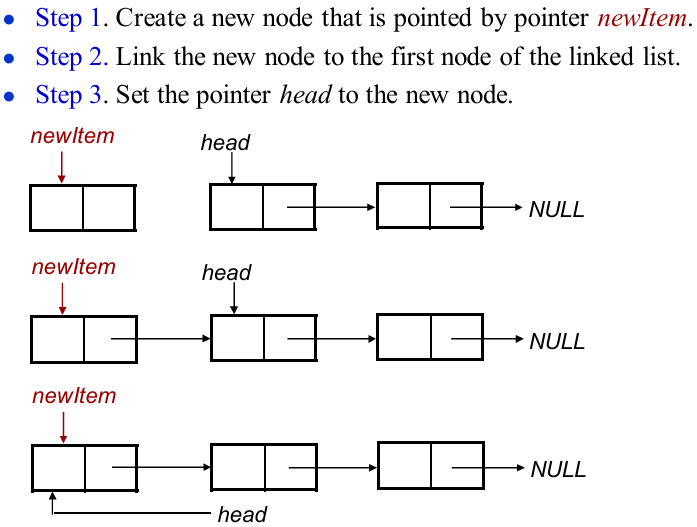 • Step 1. Create a new node that is pointed by pointer newItem.
• Step 2. Link the new node to the first node of the linked list.
• Step 3. Set the pointer head to the new node.
newItem
head
NULL
newItem
head
NULL
newItem
NULL
head